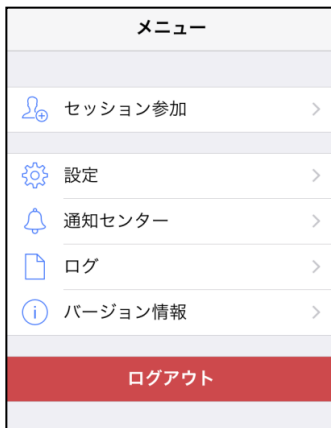 メニュー
セッション参加
設定
通知センター
ログ
バージョン情報
ログアウト